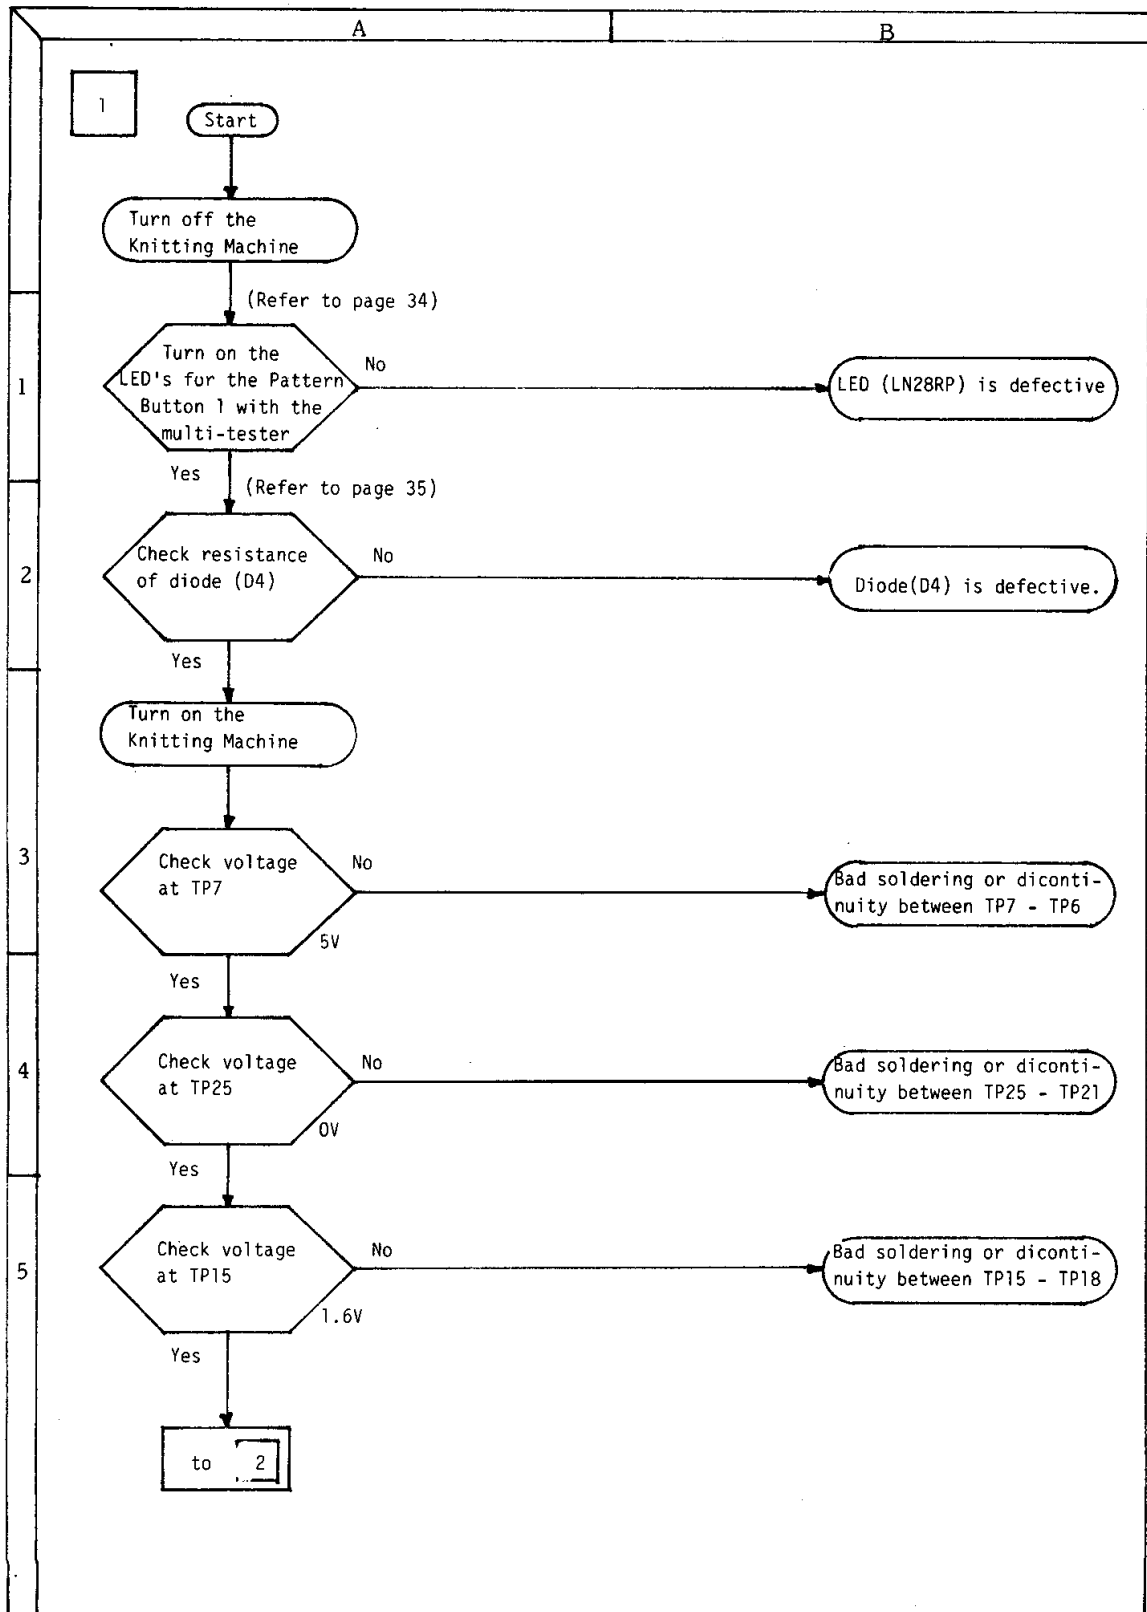 A
B
1
Start
Turn off the
Knitting Machine
(Refer to page 34)
1
Turn on the
LED's for the Pattern
Button 1 with the
multi-tester
No
LED (LN28RP) is defective
Yes
(Refer to page 35)
2
Check resistance
of diode (D4)
No
Diode(D4) is defective.
Yes
Turn on the
Knitting Machine
3
Check voltage
at TP7
No
5V
Bad soldering or diconti-
nuity between TP7 - TP6
Yes
4
Check voltage
at TP25
No
0V
Bad soldering or diconti-
nuity between TP25 - TP21
Yes
5
Check voltage
at TP15
No
1.6V
Bad soldering or diconti-
nuity between TP15 - TP18
Yes
to 2